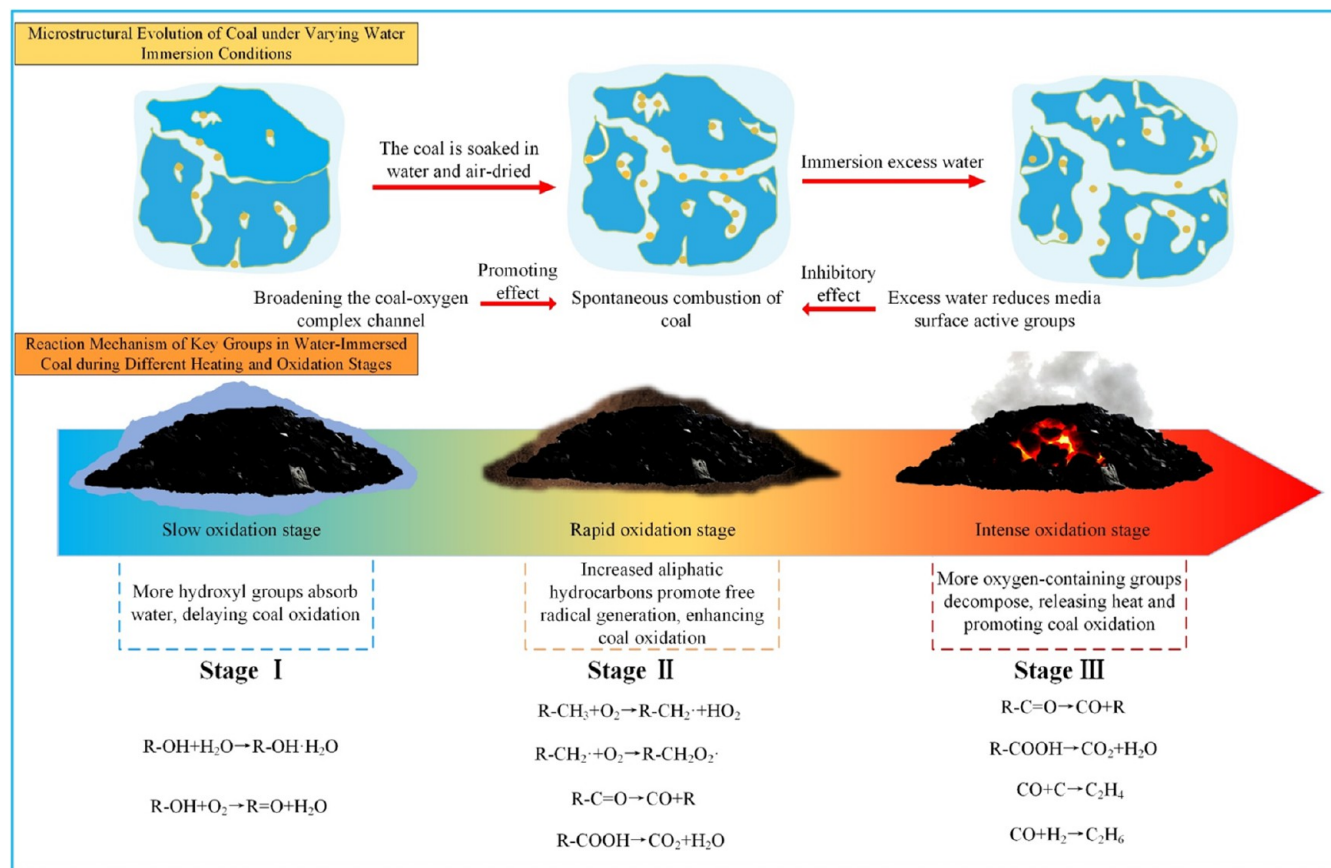 Microstructural Evolution of Coal under Varying Water
Immersion Conditions
The coal is soaked in
water and air-dried
Immersion excess water
Broadening the coal-oxygen
complex channel
Promoting
effect
Spontaneous combustion of
coal
Inhibitory
effect
Excess water reduces media
surface active groups
Reaction Mechanism of Key Groups in Water-Immersed
Coal during Different Heating and Oxidation Stages
Slow oxidation stage
Rapid oxidation stage
Intense oxidation stage
More hydroxyl groups absorb
water, delaying coal oxidation
Increased aliphatic
hydrocarbons promote free
radical generation, enhancing
coal oxidation
More oxygen-containing groups
decompose, releasing heat and
promoting coal oxidation
Stage Ⅰ
Stage Ⅱ
Stage Ⅲ
R-OH+H₂O→R-OH·H₂O
R-OH+O₂→R=O+H₂O
R-CH₃+O₂→R-CH₂·+HO₂
R-CH₂·+O₂→R-CH₂O₂·
R-C=O→CO+R
R-COOH→CO₂+H₂O
R-C=O→CO+R
R-COOH→CO₂+H₂O
CO+C→C₂H₄
CO+H₂→C₂H₆